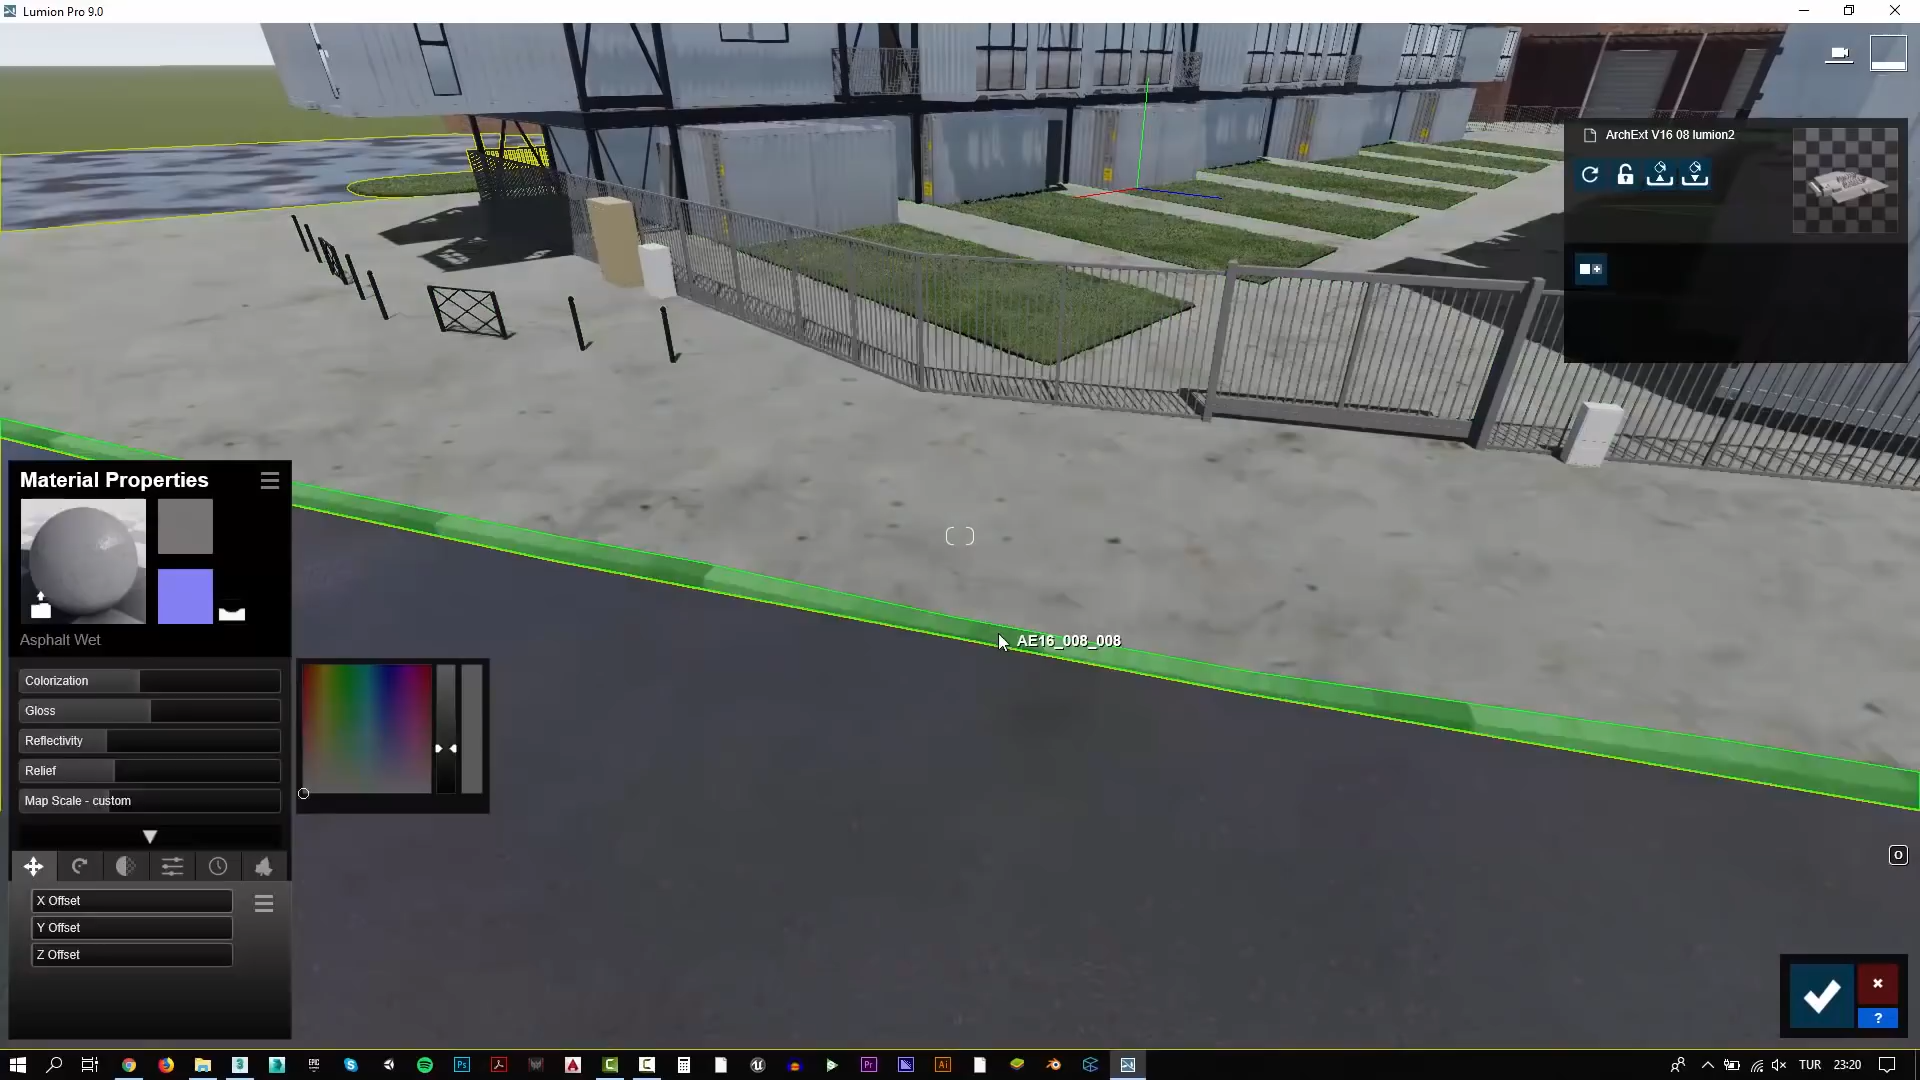 Lumion Pro 9.0
ArchExt V16 08 lumion2
AE16_008_008
Material Properties
Asphalt Wet
Colorization
Gloss
Reflectivity
Relief
Map Scale - custom
X Offset
Y Offset
Z Offset
O
?
TUR
23:20